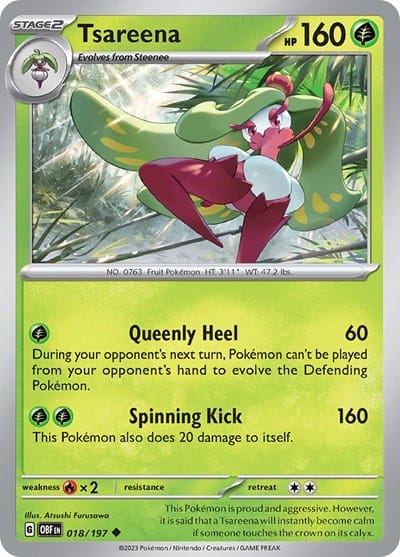 STAGE2
Tsareena
HP 160
Evolves from Steenee
NO. 0763 Fruit Pokémon HT: 3'11" WT: 47.2 lbs.
Queenly Heel 60
During your opponent's next turn, Pokémon can't be played
from your opponent's hand to evolve the Defending
Pokémon.
Spinning Kick 160
This Pokémon also does 20 damage to itself.
weakness ×2 resistance retreat
Illus. Atsushi Furusawa
G OBF EN 018/197
This Pokémon is proud and aggressive. However,
it is said that a Tsareena will instantly become calm
if someone touches the crown on its calyx.
©2023 Pokémon / Nintendo / Creatures / GAME FREAK